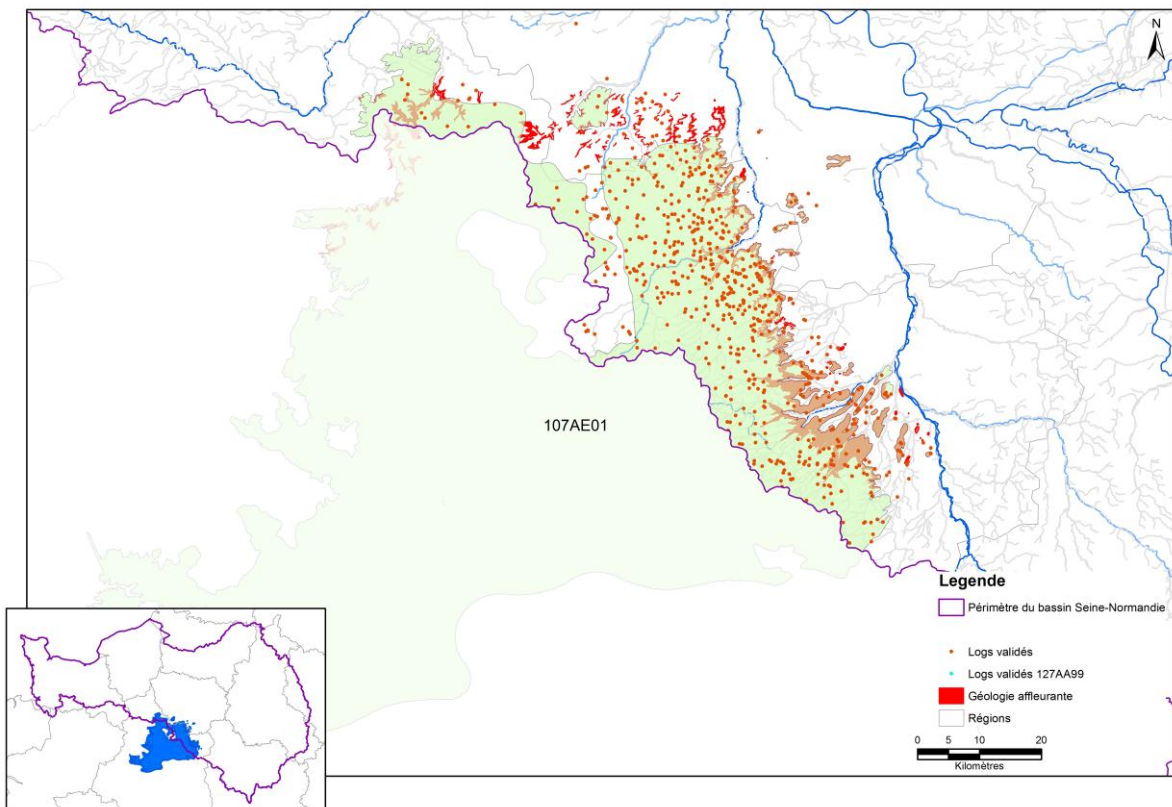 N
107AE01
Legende
Périmètre du bassin Seine-Normandie
Logs validés
Logs validés 127AA99
Géologie affleurante
Régions
0 5 10 20
Kilomètres